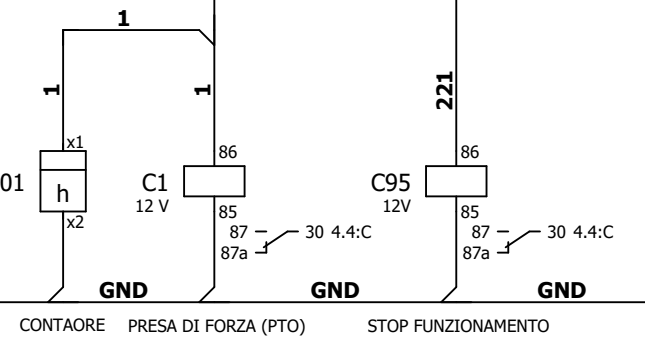 1
1
1
221
x1
86
86
01
h
C1
C95
12 V
12V
x2
85
85
87
30 4.4:C
87
30 4.4:C
87a
87a
GND
GND
GND
CONTAORE
PRESA DI FORZA (PTO)
STOP FUNZIONAMENTO